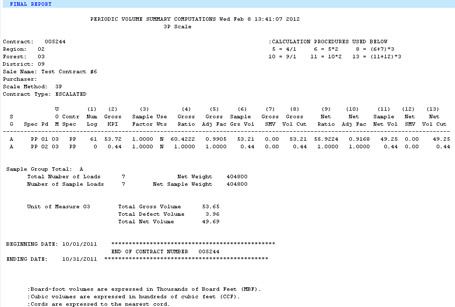 FINAL REPORT
PERIODIC VOLUME SUMMARY COMPUTATIONS Wed Feb 8 13:41:07 2012
3P Scale
Contract: 005244 :CALCULATION PROCEDURES USED BELOW
Region: 02 5 = 4/1 6 = 5*2 8 = (6+7)*3
Forest: 03 10 = 9/1 11 = 10*2 13 = (11+12)*3
District: 09
Sale Name: Test Contract #6
Purchaser:
Scale Method: 3P
Contract Type: ESCALATED
U (1) (2) (3) (4) (5) (6) (7) (8) (9) (10) (11) (12) (13)
S O Contr Num Gross Sample Use Gross Gross Sample Gross Gross Net Net Sample Net Net
G Spec Pd M Spec Log KPI Factor Wts Ratio Adj Fac Grs Vol SMV Vol Cut Ratio Adj Fac Net Vol SMV Vol Cut
A PP 01 03 PP 61 53.72 1.0000 N 60.4222 0.9905 53.21 0.00 53.21 55.9224 0.9168 49.25 0.00 49.25
A PP 02 03 PP 0 0.44 1.0000 N 1.0000 1.0000 0.44 0.00 0.44 1.0000 1.0000 0.44 0.00 0.44
Sample Group Total: A
Total Number of Loads 7 Net Weight 404800
Number of Sample Loads 7 Net Sample Weight 404800
Unit of Measure 03 Total Gross Volume 53.65
Total Defect Volume 3.96
Total Net Volume 49.69
BEGINNING DATE: 10/01/2011 ************************************************
END OF CONTRACT NUMBER 005244
ENDING DATE: 10/31/2011 ************************************************
:Board-foot volumes are expressed in Thousands of Board Feet (MBF).
:Cubic volumes are expressed in hundreds of cubic feet (CCF).
:Cords are expressed to the nearest cord.